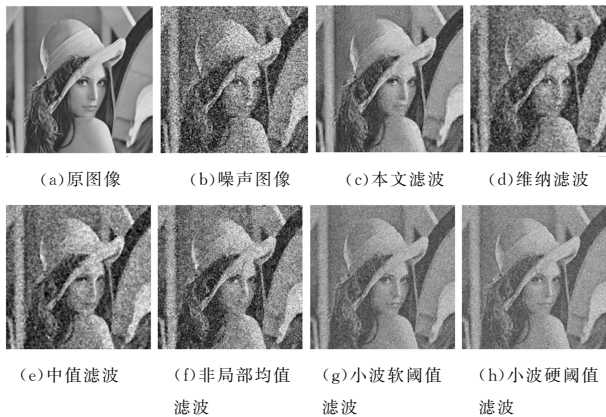 (a)原图像 (b)噪声图像 (c)本文滤波 (d)维纳滤波
(e)中值滤波 (f)非局部均值 (g)小波软阈值 (h)小波硬阈值
滤波 滤波 滤波